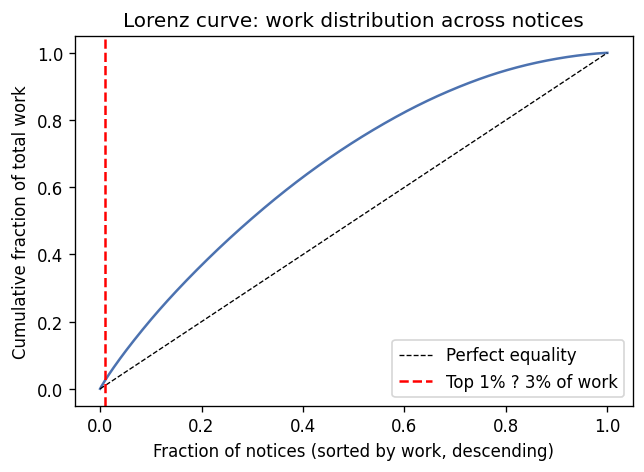 Lorenz curve: work distribution across notices
Cumulative fraction of total work
1.0
0.8
0.6
0.4
0.2
0.0
Perfect equality
Top 1% ? 3% of work
0.0 0.2 0.4 0.6 0.8 1.0
Fraction of notices (sorted by work, descending)